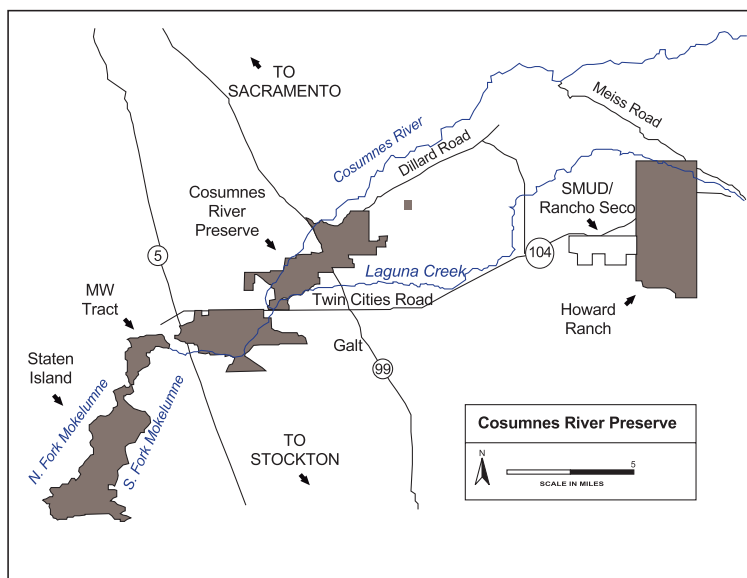 TO
SACRAMENTO
Meiss Road
Cosumnes River
Dillard Road
Cosumnes
River
Preserve
SMUD/
Rancho Seco
5
104
Laguna Creek
MW
Tract
Twin Cities Road
Howard
Ranch
Staten
Island
Galt
99
N. Fork Mokelumne
S. Fork Mokelumne
TO
STOCKTON
Cosumnes River Preserve
N
5
SCALE IN MILES